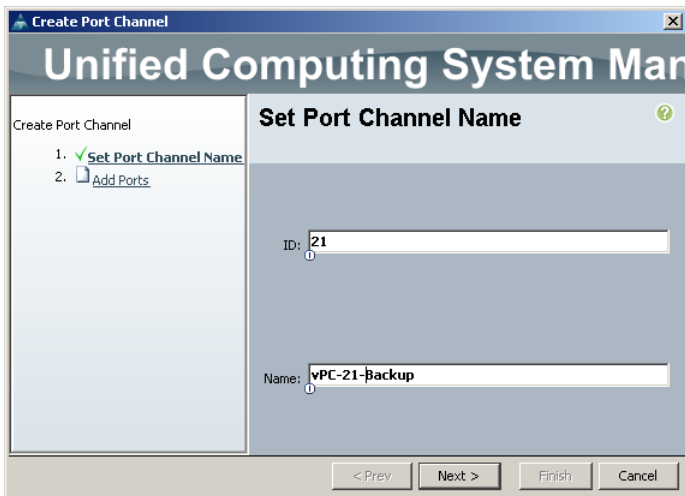 Create Port Channel
Unified Computing System Man
Create Port Channel
1. Set Port Channel Name
2. Add Ports
Set Port Channel Name
ID: 21
Name: vPC-21-Backup
< Prev Next > Finish Cancel